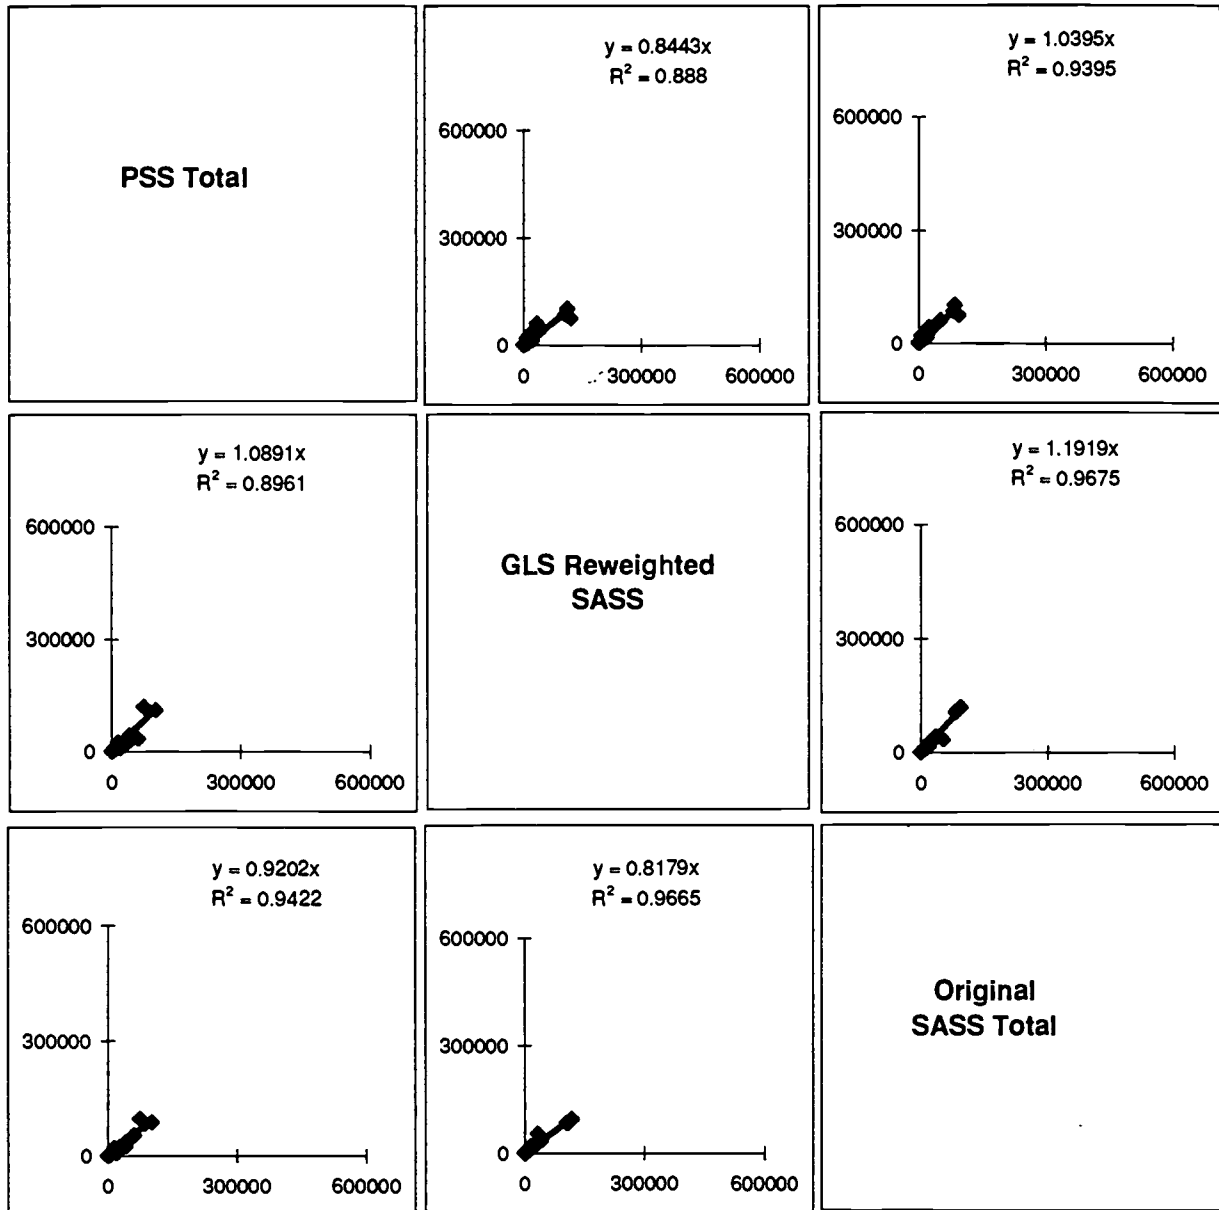 PSS Total
y = 0.8443x
R² = 0.888
600000
300000
0
0 300000 600000
y = 1.0395x
R² = 0.9395
600000
300000
0
0 300000 600000
y = 1.0891x
R² = 0.8961
600000
300000
0
0 300000 600000
GLS Reweighted
SASS
y = 1.1919x
R² = 0.9675
600000
300000
0
0 300000 600000
y = 0.9202x
R² = 0.9422
600000
300000
0
0 300000 600000
y = 0.8179x
R² = 0.9665
600000
300000
0
0 300000 600000
Original
SASS Total